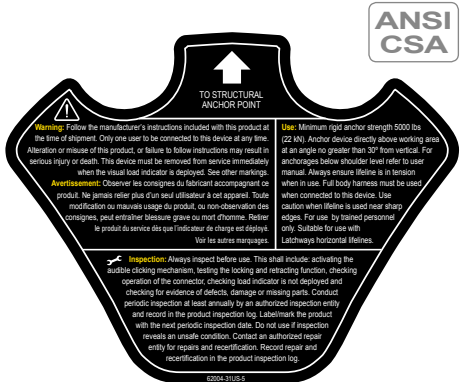 ANSI
CSA
TO STRUCTURAL
ANCHOR POINT
Warning: Follow the manufacturer's instructions included with this product at
the time of shipment. Only one user to be connected to this device at any time.
Alteration or misuse of this product, or failure to follow instructions may result in
serious injury or death. This device must be removed from service immediately
when the visual load indicator is deployed. See other markings.
Avertissement: Observer les consignes du fabricant accompagnant ce
produit. Ne jamais relier plus d'un seul utilisateur à cet appareil. Toute
modification ou mauvais usage du produit, ou non-observation des
consignes, peut entraîner blessure grave ou mort d'homme. Retirer
le produit du service dès que l'indicateur de charge est déployé.
Voir les autres marquages.
Use: Minimum rigid anchor strength 5000 lbs
(22 kN). Anchor device directly above working area
at an angle no greater than 30º from vertical. For
anchorages below shoulder level refer to user
manual. Always ensure lifeline is in tension
when in use. Full body harness must be used
when connected to this device. Use
caution when lifeline is used near sharp
edges. For use by trained personnel
only. Suitable for use with
Latchways horizontal lifelines.
Inspection: Always inspect before use. This shall include: activating the
audible clicking mechanism, testing the locking and retracting function, checking
operation of the connector, checking load indicator is not deployed and
checking for evidence of defects, damage or missing parts. Conduct
periodic inspection at least annually by an authorized inspection entity
and record in the product inspection log. Label/mark the product
with the next periodic inspection date. Do not use if inspection
reveals an unsafe condition. Contact an authorized repair
entity for repairs and recertification. Record repair and
recertification in the product inspection log.
62004-31US-5